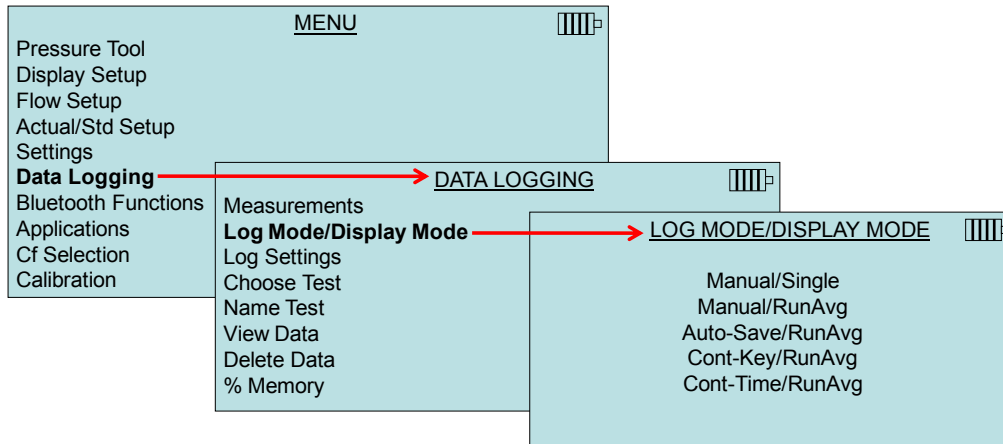 MENU
Pressure Tool
Display Setup
Flow Setup
Actual/Std Setup
Settings
Data Logging
Bluetooth Functions
Applications
Cf Selection
Calibration
DATA LOGGING
Measurements
Log Mode/Display Mode
Log Settings
Choose Test
Name Test
View Data
Delete Data
% Memory
LOG MODE/DISPLAY MODE
Manual/Single
Manual/RunAvg
Auto-Save/RunAvg
Cont-Key/RunAvg
Cont-Time/RunAvg